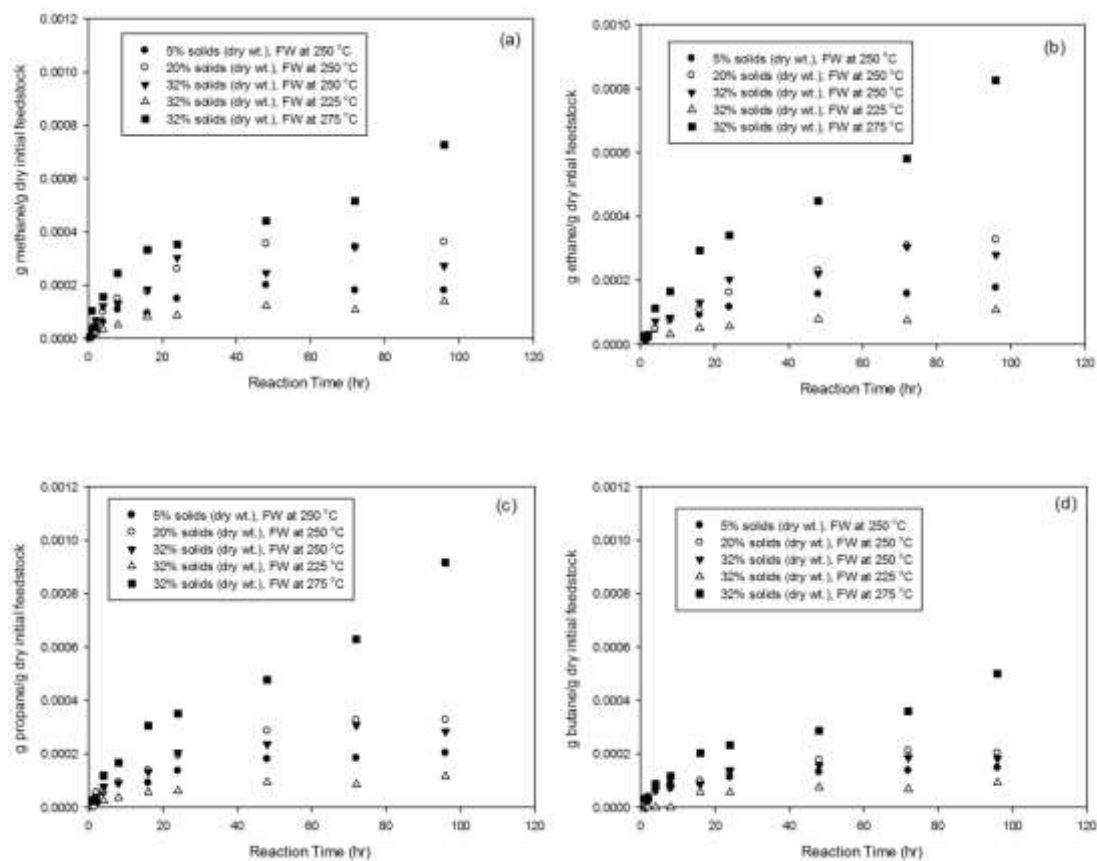 (a)
5% solids (dry wt.), FW at 250 °C
20% solids (dry wt.), FW at 250 °C
32% solids (dry wt.), FW at 250 °C
32% solids (dry wt.), FW at 225 °C
32% solids (dry wt.), FW at 275 °C
g methane/g dry initial feedstock
0.0012
0.0010
0.0008
0.0006
0.0004
0.0002
0.0000
0 20 40 60 80 100 120
Reaction Time (hr)
(b)
5% solids (dry wt.), FW at 250 °C
20% solids (dry wt.), FW at 250 °C
32% solids (dry wt.), FW at 250 °C
32% solids (dry wt.), FW at 225 °C
32% solids (dry wt.), FW at 275 °C
g ethane/g dry intial feedstock
0.0010
0.0008
0.0006
0.0004
0.0002
0.0000
0 20 40 60 80 100 120
Reaction Time (hr)
(c)
5% solids (dry wt.), FW at 250 °C
20% solids (dry wt.), FW at 250 °C
32% solids (dry wt.), FW at 250 °C
32% solids (dry wt.), FW at 225 °C
32% solids (dry wt.), FW at 275 °C
g propane/g dry initial feedstock
0.0012
0.0010
0.0008
0.0006
0.0004
0.0002
0.0000
0 20 40 60 80 100 120
Reaction Time (hr)
(d)
5% solids (dry wt.), FW at 250 °C
20% solids (dry wt.), FW at 250 °C
32% solids (dry wt.), FW at 250 °C
32% solids (dry wt.), FW at 225 °C
32% solids (dry wt.), FW at 275 °C
g butane/g dry initial feedstock
0.0012
0.0010
0.0008
0.0006
0.0004
0.0002
0.0000
0 20 40 60 80 100 120
Reaction Time (hr)